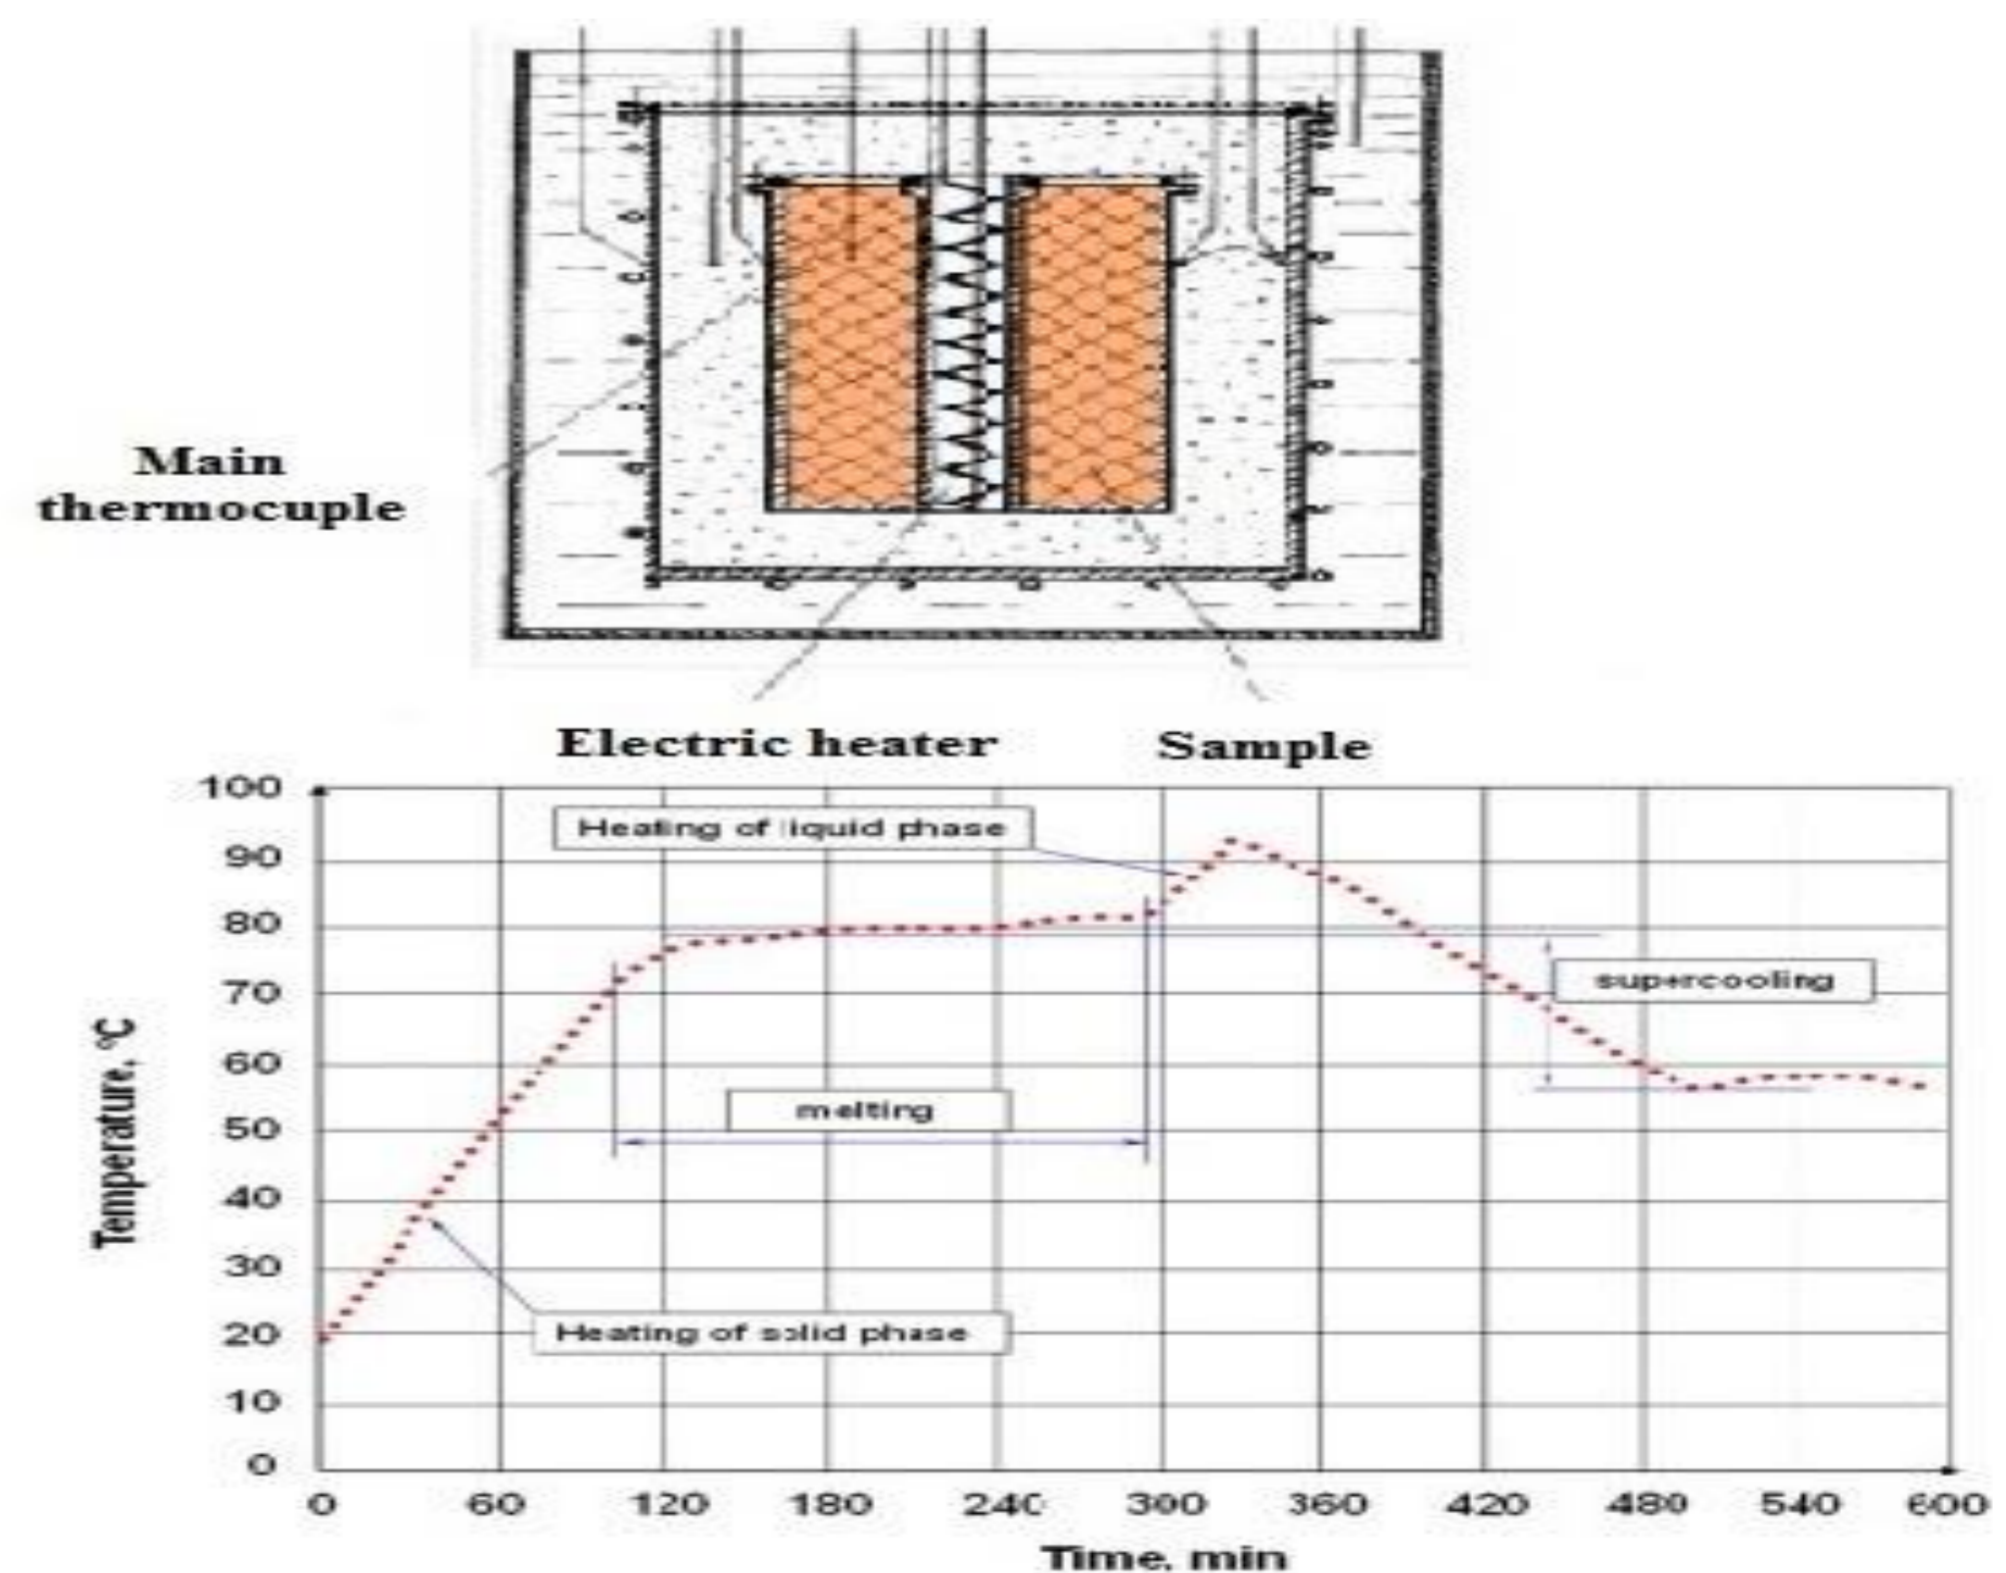 Main
thermocuple
Electric heater
Sample
100
90
80
70
60
50
40
30
20
10
0
Temperature, °C
Heating of liquid phase
supercooling
melting
Heating of solid phase
0 60 120 180 240 300 360 420 480 540 600
Time, min